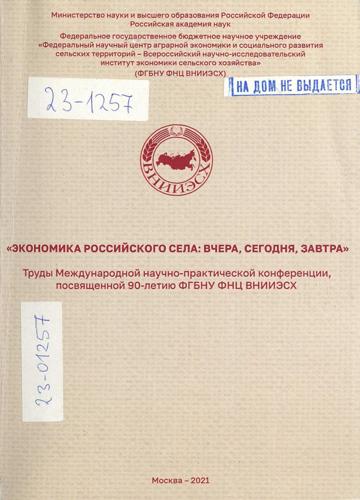 Министерство науки и высшего образования Российской Федерации
Российская академия наук
Федеральное государственное бюджетное научное учреждение
«Федеральный научный центр аграрной экономики и социального развития
сельских территорий – Всероссийский научно-исследовательский
институт экономики сельского хозяйства»
(ФГБНУ ФНЦ ВНИИЭСХ)
23-1257
НА ДОМ НЕ ВЫДАЕТСЯ
ВНИИЭСХ
«ЭКОНОМИКА РОССИЙСКОГО СЕЛА: ВЧЕРА, СЕГОДНЯ, ЗАВТРА»
Труды Международной научно-практической конференции,
посвященной 90-летию ФГБНУ ФНЦ ВНИИЭСХ
23-01257
Москва – 2021